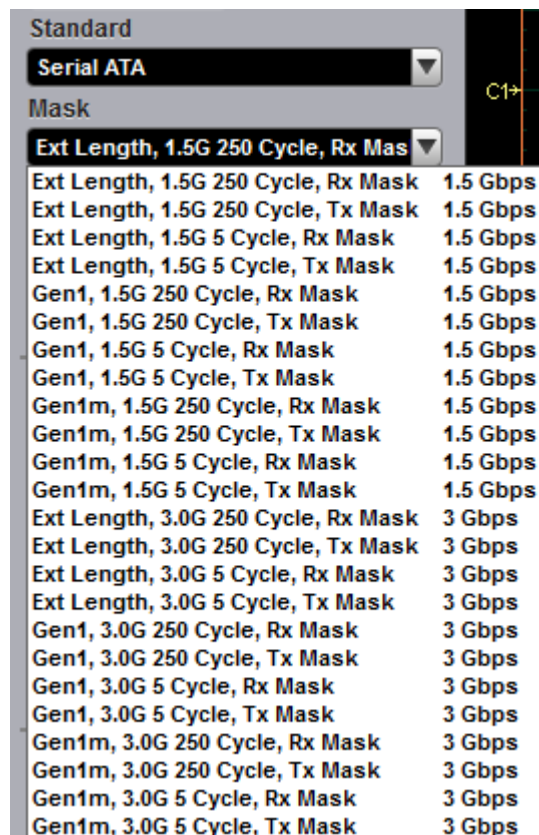 Standard
Serial ATA
C1
Mask
Ext Length, 1.5G 250 Cycle, Rx Mas
Ext Length, 1.5G 250 Cycle, Rx Mask 1.5 Gbps
Ext Length, 1.5G 250 Cycle, Tx Mask 1.5 Gbps
Ext Length, 1.5G 5 Cycle, Rx Mask 1.5 Gbps
Ext Length, 1.5G 5 Cycle, Tx Mask 1.5 Gbps
Gen1, 1.5G 250 Cycle, Rx Mask 1.5 Gbps
Gen1, 1.5G 250 Cycle, Tx Mask 1.5 Gbps
Gen1, 1.5G 5 Cycle, Rx Mask 1.5 Gbps
Gen1, 1.5G 5 Cycle, Tx Mask 1.5 Gbps
Gen1m, 1.5G 250 Cycle, Rx Mask 1.5 Gbps
Gen1m, 1.5G 250 Cycle, Tx Mask 1.5 Gbps
Gen1m, 1.5G 5 Cycle, Rx Mask 1.5 Gbps
Gen1m, 1.5G 5 Cycle, Tx Mask 1.5 Gbps
Ext Length, 3.0G 250 Cycle, Rx Mask 3 Gbps
Ext Length, 3.0G 250 Cycle, Tx Mask 3 Gbps
Ext Length, 3.0G 5 Cycle, Rx Mask 3 Gbps
Ext Length, 3.0G 5 Cycle, Tx Mask 3 Gbps
Gen1, 3.0G 250 Cycle, Rx Mask 3 Gbps
Gen1, 3.0G 250 Cycle, Tx Mask 3 Gbps
Gen1, 3.0G 5 Cycle, Rx Mask 3 Gbps
Gen1, 3.0G 5 Cycle, Tx Mask 3 Gbps
Gen1m, 3.0G 250 Cycle, Rx Mask 3 Gbps
Gen1m, 3.0G 250 Cycle, Tx Mask 3 Gbps
Gen1m, 3.0G 5 Cycle, Rx Mask 3 Gbps
Gen1m, 3.0G 5 Cycle, Tx Mask 3 Gbps